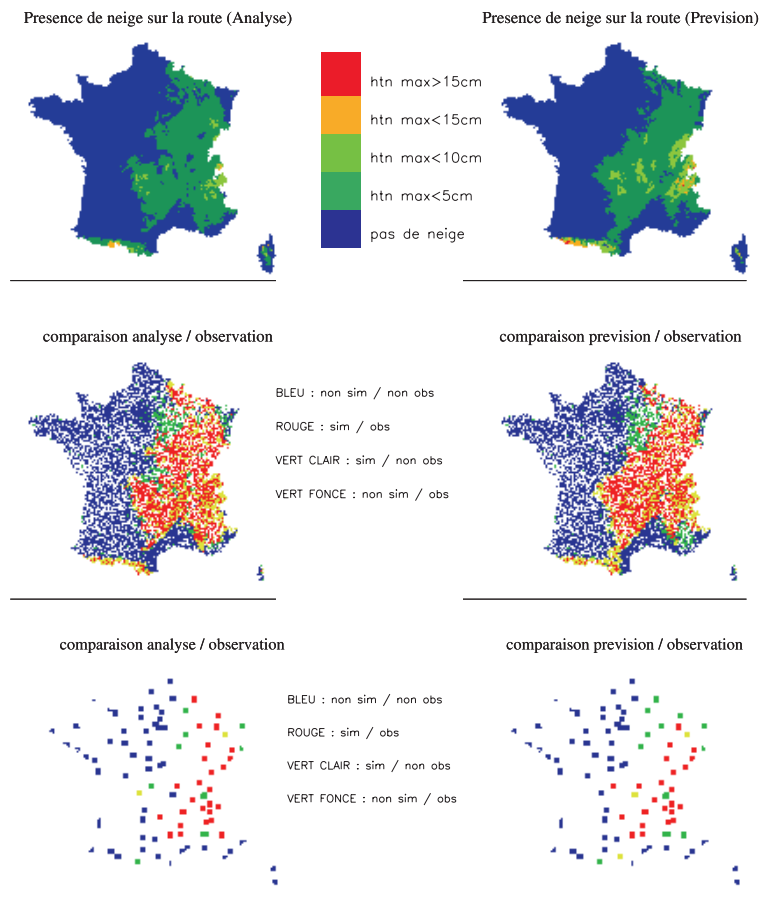 Presence de neige sur la route (Analyse)
Presence de neige sur la route (Prevision)
htn max>15cm
htn max<15cm
htn max<10cm
htn max<5cm
pas de neige
comparaison analyse / observation
comparaison prevision / observation
BLEU : non sim / non obs
ROUGE : sim / obs
VERT CLAIR : sim / non obs
VERT FONCE : non sim / obs
comparaison analyse / observation
comparaison prevision / observation
BLEU : non sim / non obs
ROUGE : sim / obs
VERT CLAIR : sim / non obs
VERT FONCE : non sim / obs